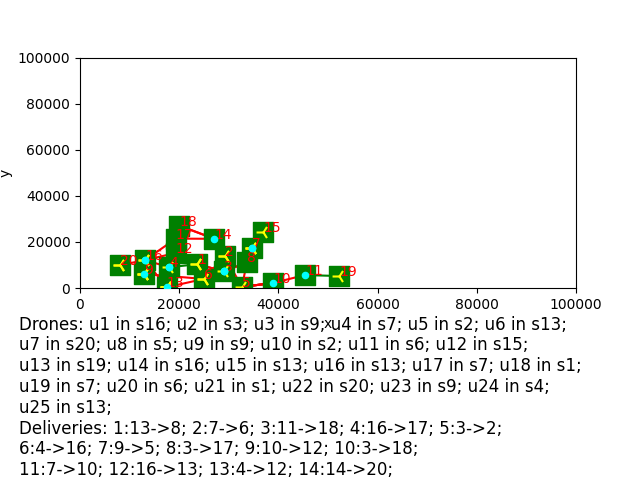 100000
80000
60000
40000
20000
0
y
0 20000 40000 60000 80000 100000
x
18
15
14
12
19
Drones: u1 in s16; u2 in s3; u3 in s9; u4 in s7; u5 in s2; u6 in s13;
u7 in s20; u8 in s5; u9 in s9; u10 in s2; u11 in s6; u12 in s15;
u13 in s19; u14 in s16; u15 in s13; u16 in s13; u17 in s7; u18 in s1;
u19 in s7; u20 in s6; u21 in s1; u22 in s20; u23 in s9; u24 in s4;
u25 in s13;
Deliveries: 1:13->8; 2:7->6; 3:11->18; 4:16->17; 5:3->2;
6:4->16; 7:9->5; 8:3->17; 9:10->12; 10:3->18;
11:7->10; 12:16->13; 13:4->12; 14:14->20;